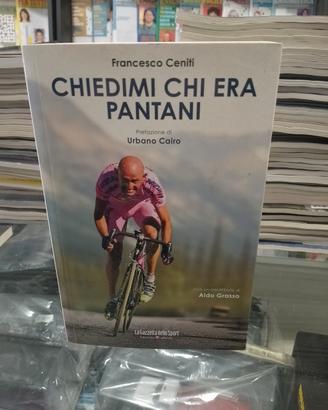 Francesco Ceniti
CHIEDIMI CHI ERA
PANTANI
Prefazione di
Urbano Cairo
Aldo Grasso
La Gazzetta dello Sport